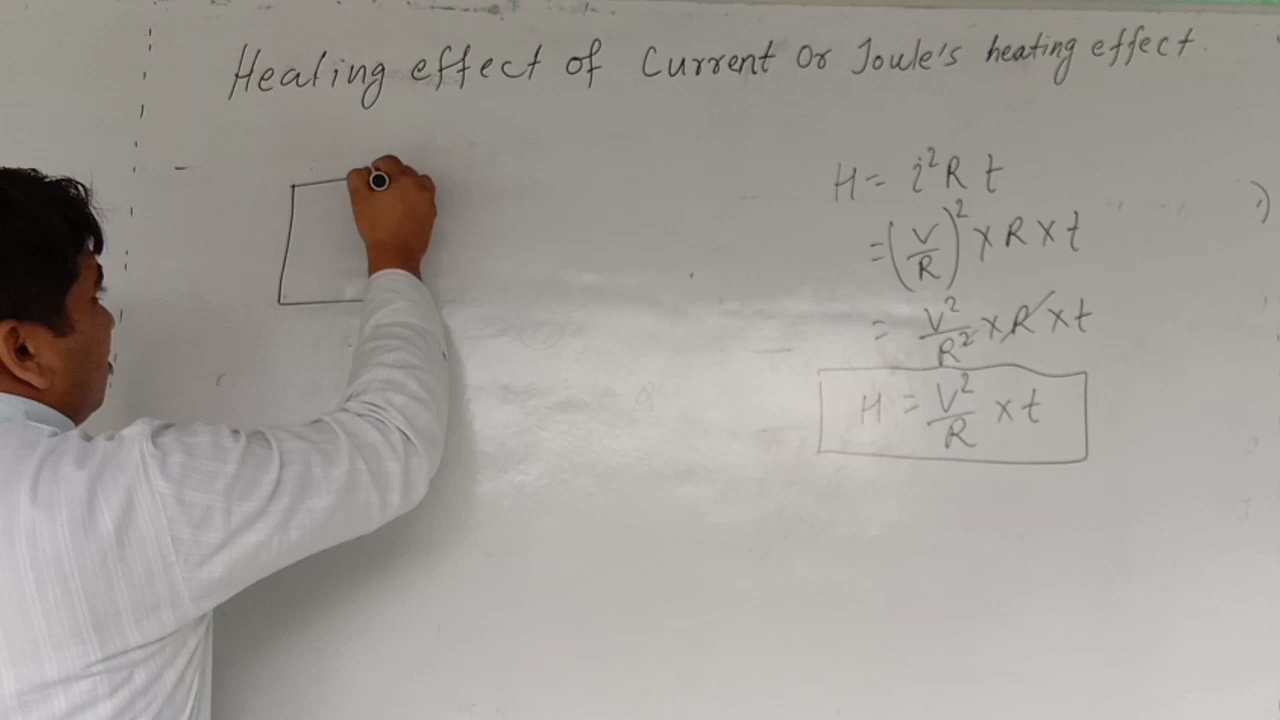 Healing effect of Current Or Joule's heating effect.
H = i²Rt
= (V/R)² × R × t
= V²/R² × R × t
H = V²/R × t